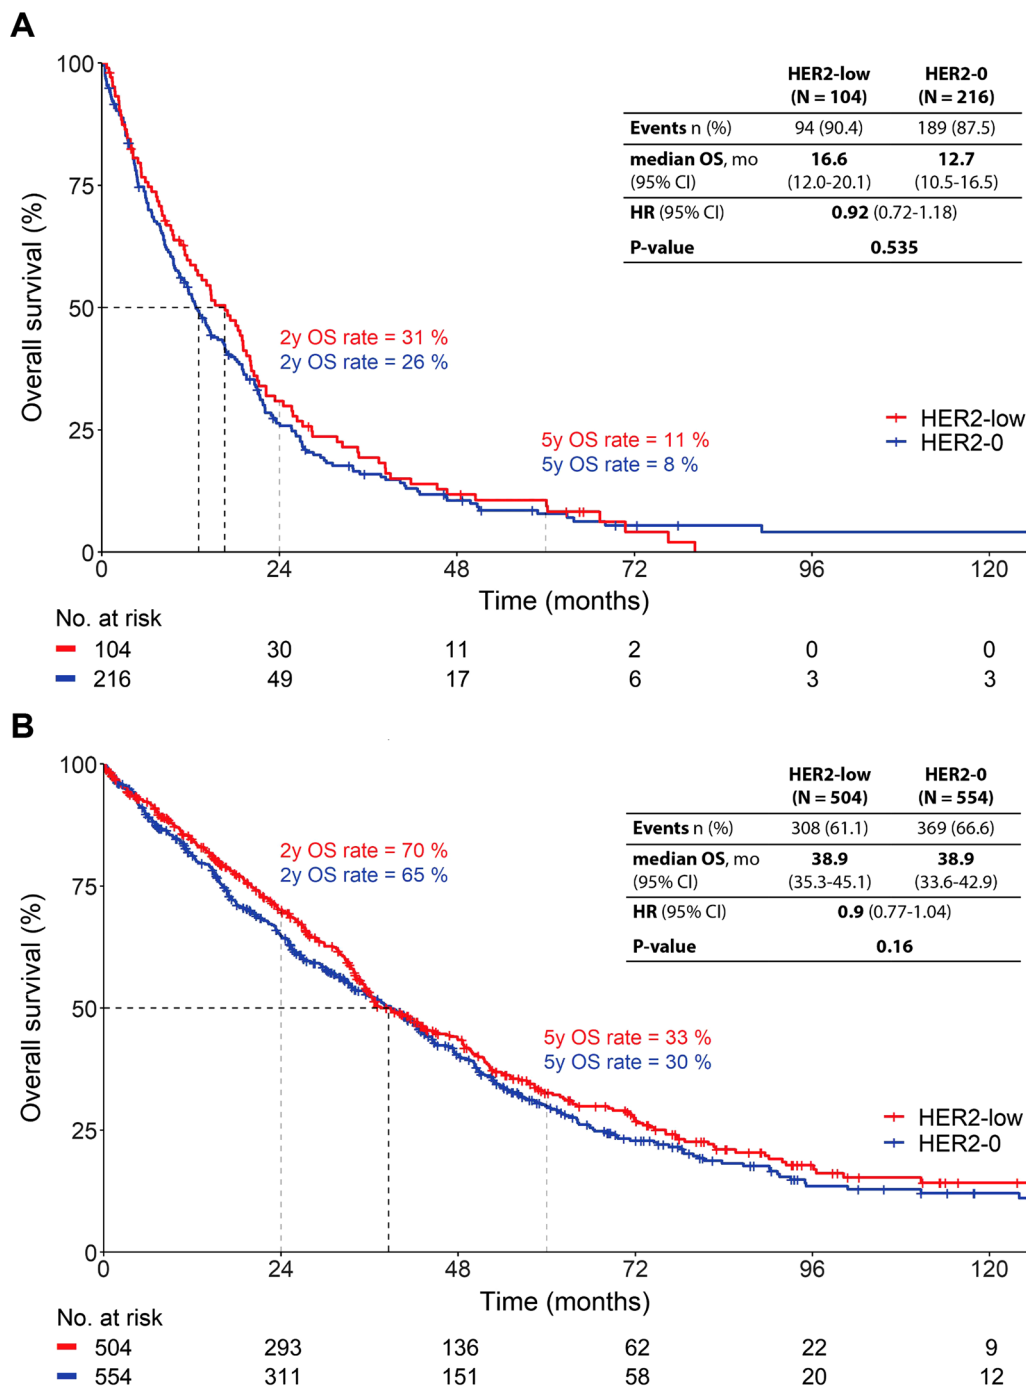 A
HER2-low HER2-0
(N = 104) (N = 216)
Events n (%) 94 (90.4) 189 (87.5)
median OS, mo 16.6 12.7
(95% CI) (12.0-20.1) (10.5-16.5)
HR (95% CI) 0.92 (0.72-1.18)
P-value 0.535
Overall survival (%)
100
75
50
25
0
2y OS rate = 31 %
2y OS rate = 26 %
5y OS rate = 11 %
5y OS rate = 8 %
HER2-low
HER2-0
0 24 48 72 96 120
Time (months)
No. at risk
104 30 11 2 0 0
216 49 17 6 3 3
B
HER2-low HER2-0
(N = 504) (N = 554)
Events n (%) 308 (61.1) 369 (66.6)
median OS, mo 38.9 38.9
(95% CI) (35.3-45.1) (33.6-42.9)
HR (95% CI) 0.9 (0.77-1.04)
P-value 0.16
Overall survival (%)
100
75
50
25
0
2y OS rate = 70 %
2y OS rate = 65 %
5y OS rate = 33 %
5y OS rate = 30 %
HER2-low
HER2-0
0 24 48 72 96 120
Time (months)
No. at risk
504 293 136 62 22 9
554 311 151 58 20 12